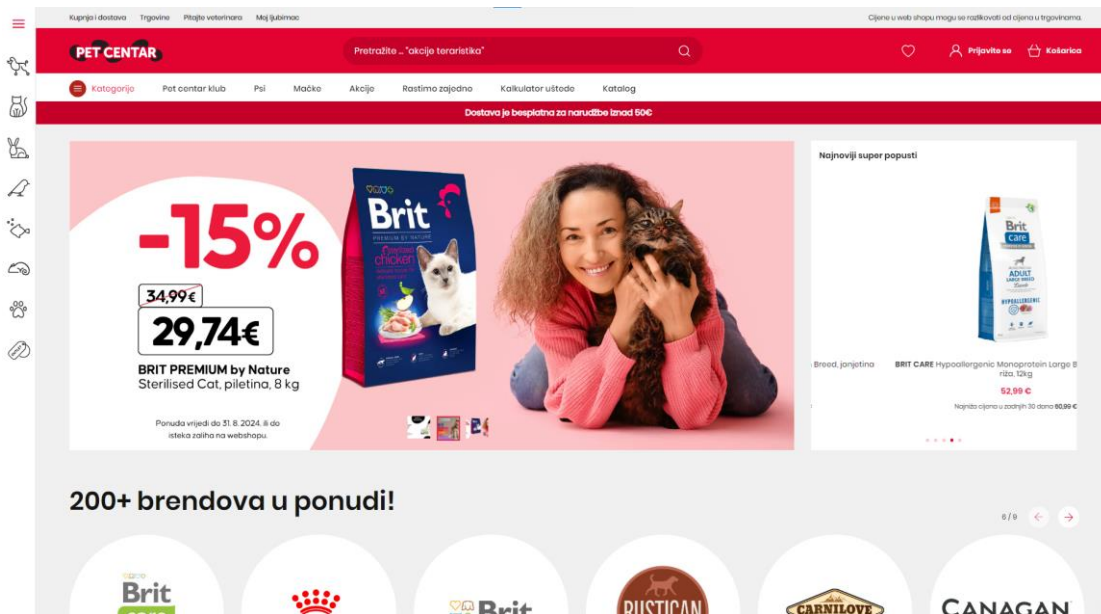 Kupnja i dostava Trgovine Pitajte veterinara Moj ljubimac
Cijene u web shopu mogu se razlikovati od cijena u trgovinama.
PET CENTAR
Pretražite ... "akcije teraristika"
Prijavite se
Košarica
Kategorije Pet centar klub Psi Mačke Akcije Rastimo zajedno Kalkulator uštede Katalog
Dostava je besplatna za narudžbe iznad 50€
-15%
34,99€
29,74€
BRIT PREMIUM by Nature
Sterilised Cat, piletina, 8 kg
Ponuda vrijedi do 31. 8. 2024. ili do
isteka zaliha na webshopu.
Brit
PREMIUM BY NATURE
Sterilised
chicken
Najnoviji super popusti
Brit
care
ADULT
LARGE BREED
HYPOALLERGENIC
Breed, janjetina
BRIT CARE Hypoallergenic Monoprotein Large B
riža, 12kg
52,99 €
Najniža cijena u zadnjih 30 dana 60,99 €
200+ brendova u ponudi!
6/9
Brit
Brit
RUSTICAN
CARNILOVE
CANAGAN